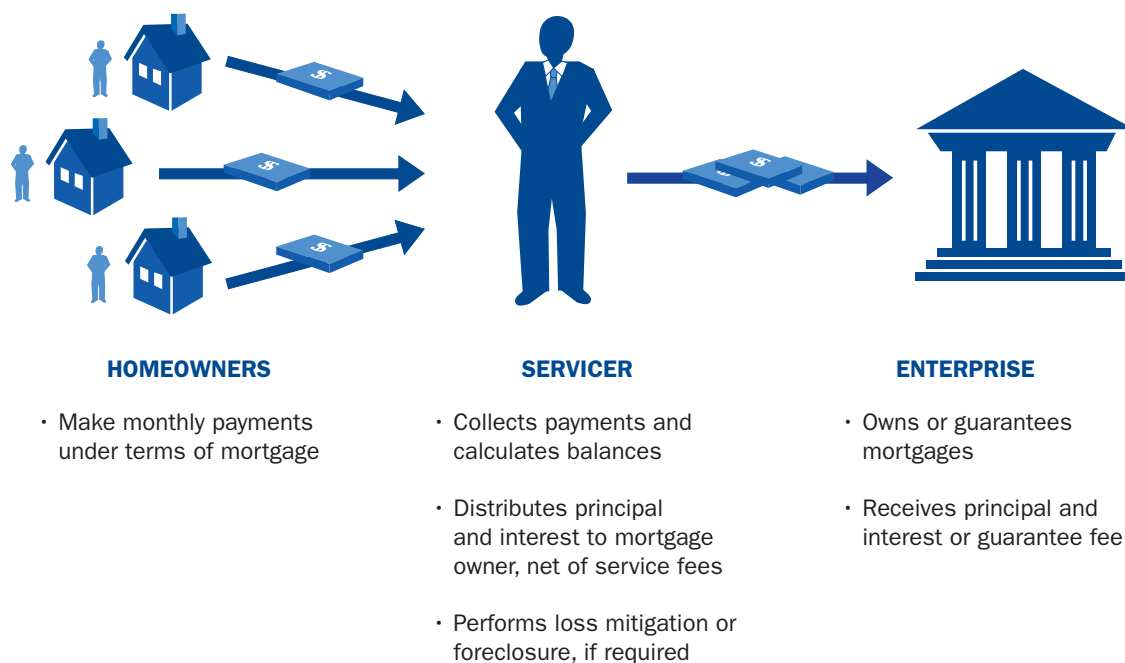 $
$
$
$
HOMEOWNERS
· Make monthly payments
under terms of mortgage
SERVICER
· Collects payments and
calculates balances
· Distributes principal
and interest to mortgage
owner, net of service fees
· Performs loss mitigation or
foreclosure, if required
ENTERPRISE
· Owns or guarantees
mortgages
· Receives principal and
interest or guarantee fee